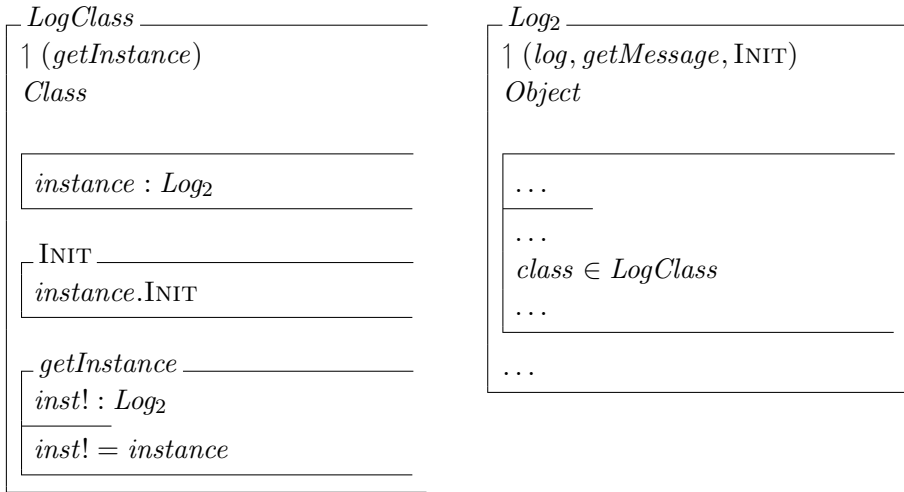 LogClass
↾ (getInstance)
Class
instance : Log₂
INIT
instance.INIT
getInstance
inst! : Log₂
inst! = instance
Log₂
↾ (log, getMessage, INIT)
Object
...
...
class ∈ LogClass
...
...